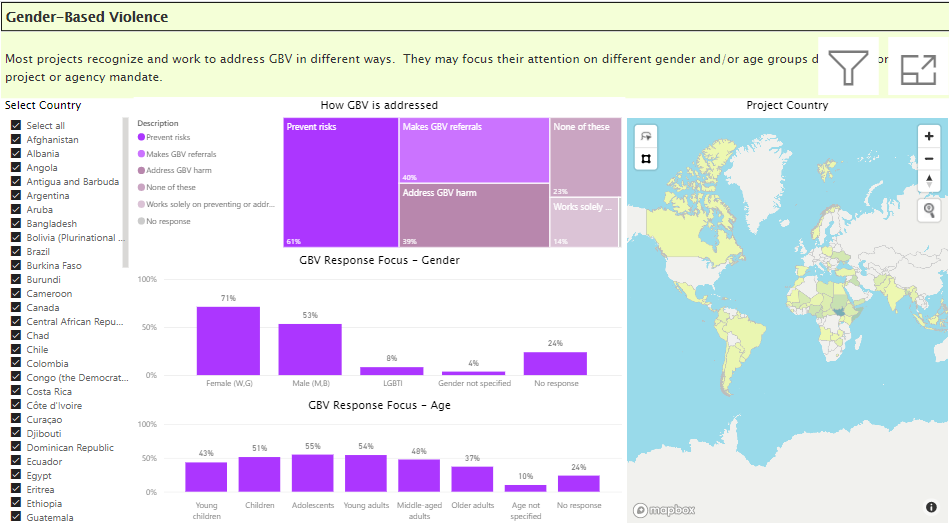 Gender-Based Violence
Most projects recognize and work to address GBV in different ways. They may focus their attention on different gender and/or age groups
project or agency mandate.
Select Country
Select all
Afghanistan
Albania
Angola
Antigua and Barbuda
Argentina
Aruba
Bangladesh
Bolivia (Plurinational ...
Brazil
Burkina Faso
Burundi
Cameroon
Canada
Central African Repu...
Chad
Chile
Colombia
Congo (the Democrat...
Costa Rica
Côte d'Ivoire
Curaçao
Djibouti
Dominican Republic
Ecuador
Egypt
Eritrea
Ethiopia
Guatemala
How GBV is addressed
Description
Prevent risks
Makes GBV referrals
Address GBV harm
None of these
Works solely on preventing or addr...
No response
Prevent risks
61%
Makes GBV referrals
40%
Address GBV harm
39%
None of these
23%
Works solely ...
14%
GBV Response Focus - Gender
100%
50%
0%
71%
53%
8%
4%
24%
Female (W,G)
Male (M,B)
LGBTI
Gender not specified
No response
GBV Response Focus - Age
100%
50%
0%
43%
51%
55%
54%
48%
37%
10%
24%
Young
children
Children
Adolescents
Young adults
Middle-aged
adults
Older adults
Age not
specified
No response
Project Country
mapbox